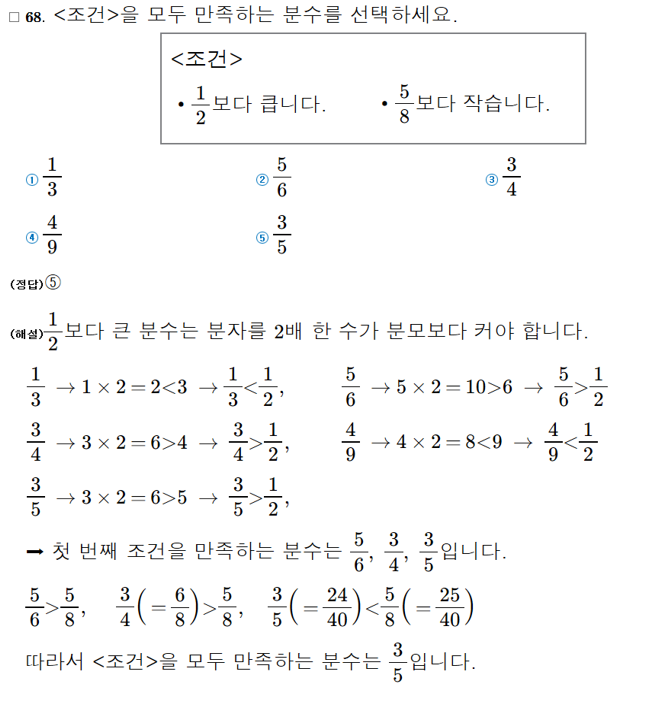 □ 68. <조건>을 모두 만족하는 분수를 선택하세요.
<조건>
• 1/2보다 큽니다. • 5/8보다 작습니다.
① 1/3 ② 5/6 ③ 3/4
④ 4/9 ⑤ 3/5
(정답)⑤
(해설) 1/2보다 큰 분수는 분자를 2배 한 수가 분모보다 커야 합니다.
1/3 → 1 × 2 = 2<3 → 1/3<1/2, 5/6 → 5 × 2 = 10>6 → 5/6>1/2
3/4 → 3 × 2 = 6>4 → 3/4>1/2, 4/9 → 4 × 2 = 8<9 → 4/9<1/2
3/5 → 3 × 2 = 6>5 → 3/5>1/2,
➡ 첫 번째 조건을 만족하는 분수는 5/6, 3/4, 3/5입니다.
5/6>5/8, 3/4(=6/8)>5/8, 3/5(=24/40)<5/8(=25/40)
따라서 <조건>을 모두 만족하는 분수는 3/5입니다.